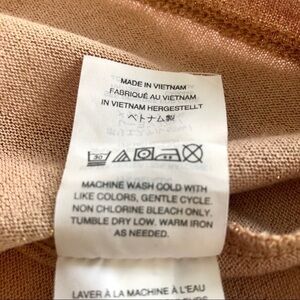 MADE IN VIETNAM
FABRIQUÉ AU VIETNAM
IN VIETNAM HERGESTELLT
ベトナム製
30
MACHINE WASH COLD WITH
LIKE COLORS, GENTLE CYCLE.
NON CHLORINE BLEACH ONLY.
TUMBLE DRY LOW. WARM IRON
AS NEEDED.
LAVER À LA MACHINE À L'EAU